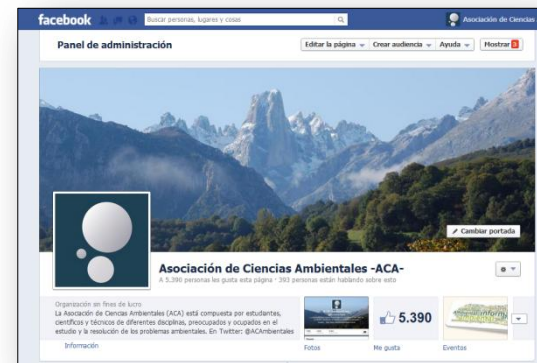 facebook
Buscar personas, lugares y cosas
Asociación de Ciencias
Panel de administración
Editar la página
Crear audiencia
Ayuda
Mostrar 3
Cambiar portada
Asociación de Ciencias Ambientales -ACA-
A 5.390 personas les gusta esta página · 393 personas están hablando sobre esto
Organización sin fines de lucro
La Asociación de Ciencias Ambientales (ACA) está compuesta por estudiantes,
científicos y técnicos de diferentes disciplinas, preocupados y ocupados en el
estudio y la resolución de los problemas ambientales. En Twitter: @ACAmbientales
Información
5.390
Fotos
Me gusta
Eventos